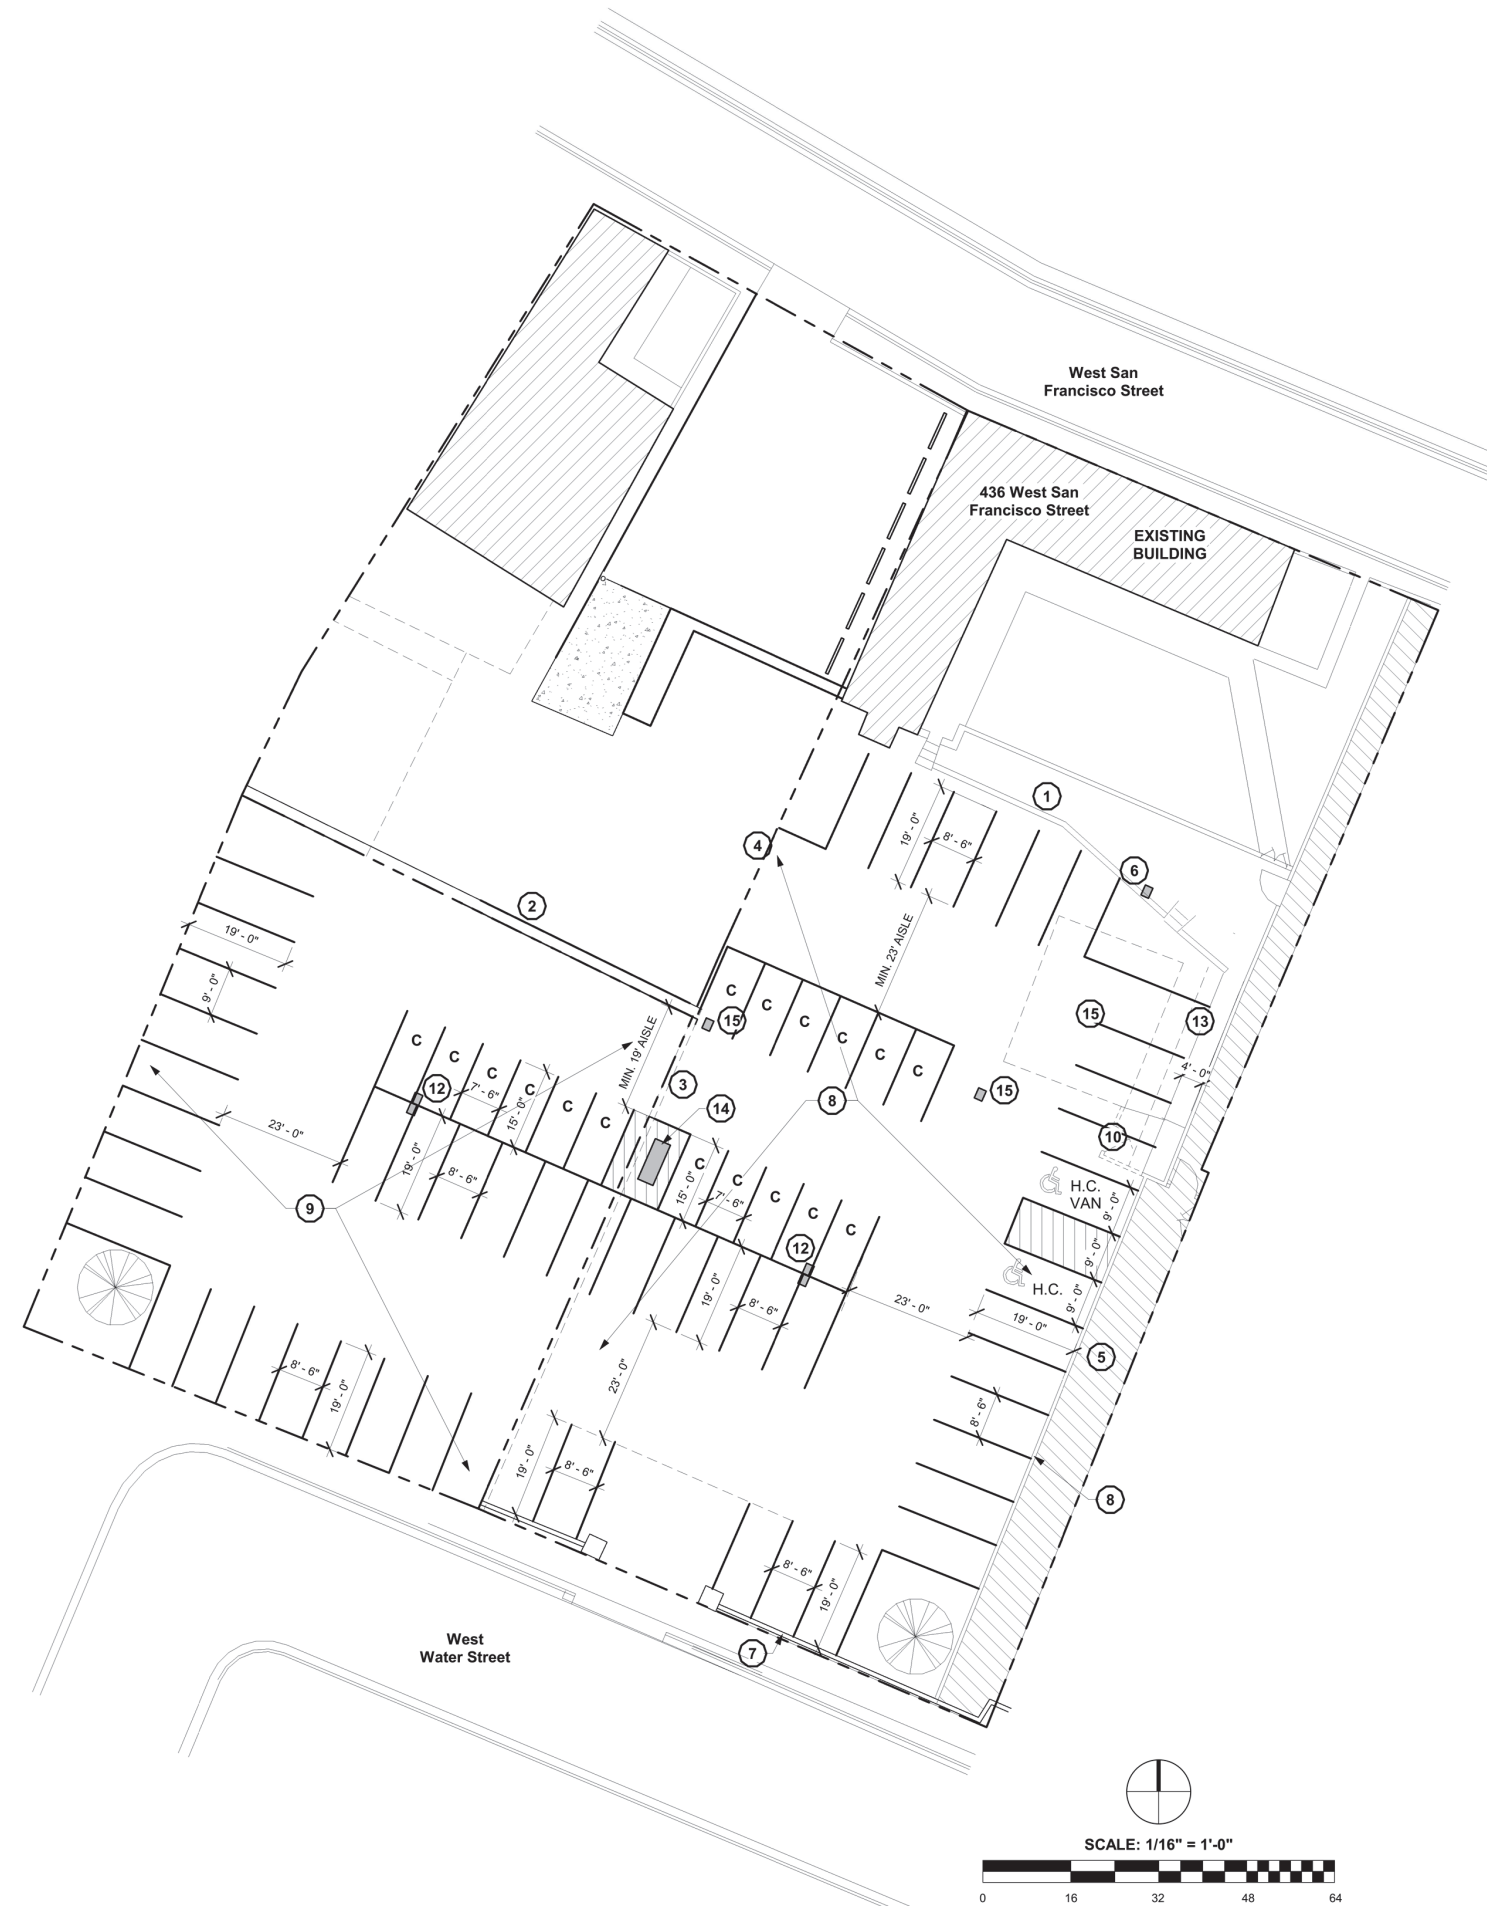 West San
Francisco Street
436 West San
Francisco Street
EXISTING
BUILDING
1
19' - 0"
8' - 6"
4
6
2
MIN. 23' AISLE
19' - 0"
9' - 0"
C
C
C
C
C
C
15
15
13
15
4' - 0"
10
C
C
C
C
C
C
12
7' - 6"
15' - 0"
MIN. 19' AISLE
3
14
8
23' - 0"
19' - 0"
8' - 6"
9
C
C
C
C
C
15' - 0"
7' - 6"
12
19' - 0"
8' - 6"
23' - 0"
H.C.
VAN
9' - 0"
9' - 0"
H.C.
9' - 0"
19' - 0"
5
8' - 6"
8
8' - 6"
19' - 0"
23' - 0"
19' - 0"
8' - 6"
8' - 6"
19' - 0"
7
West
Water Street
SCALE: 1/16" = 1'-0"
0 16 32 48 64